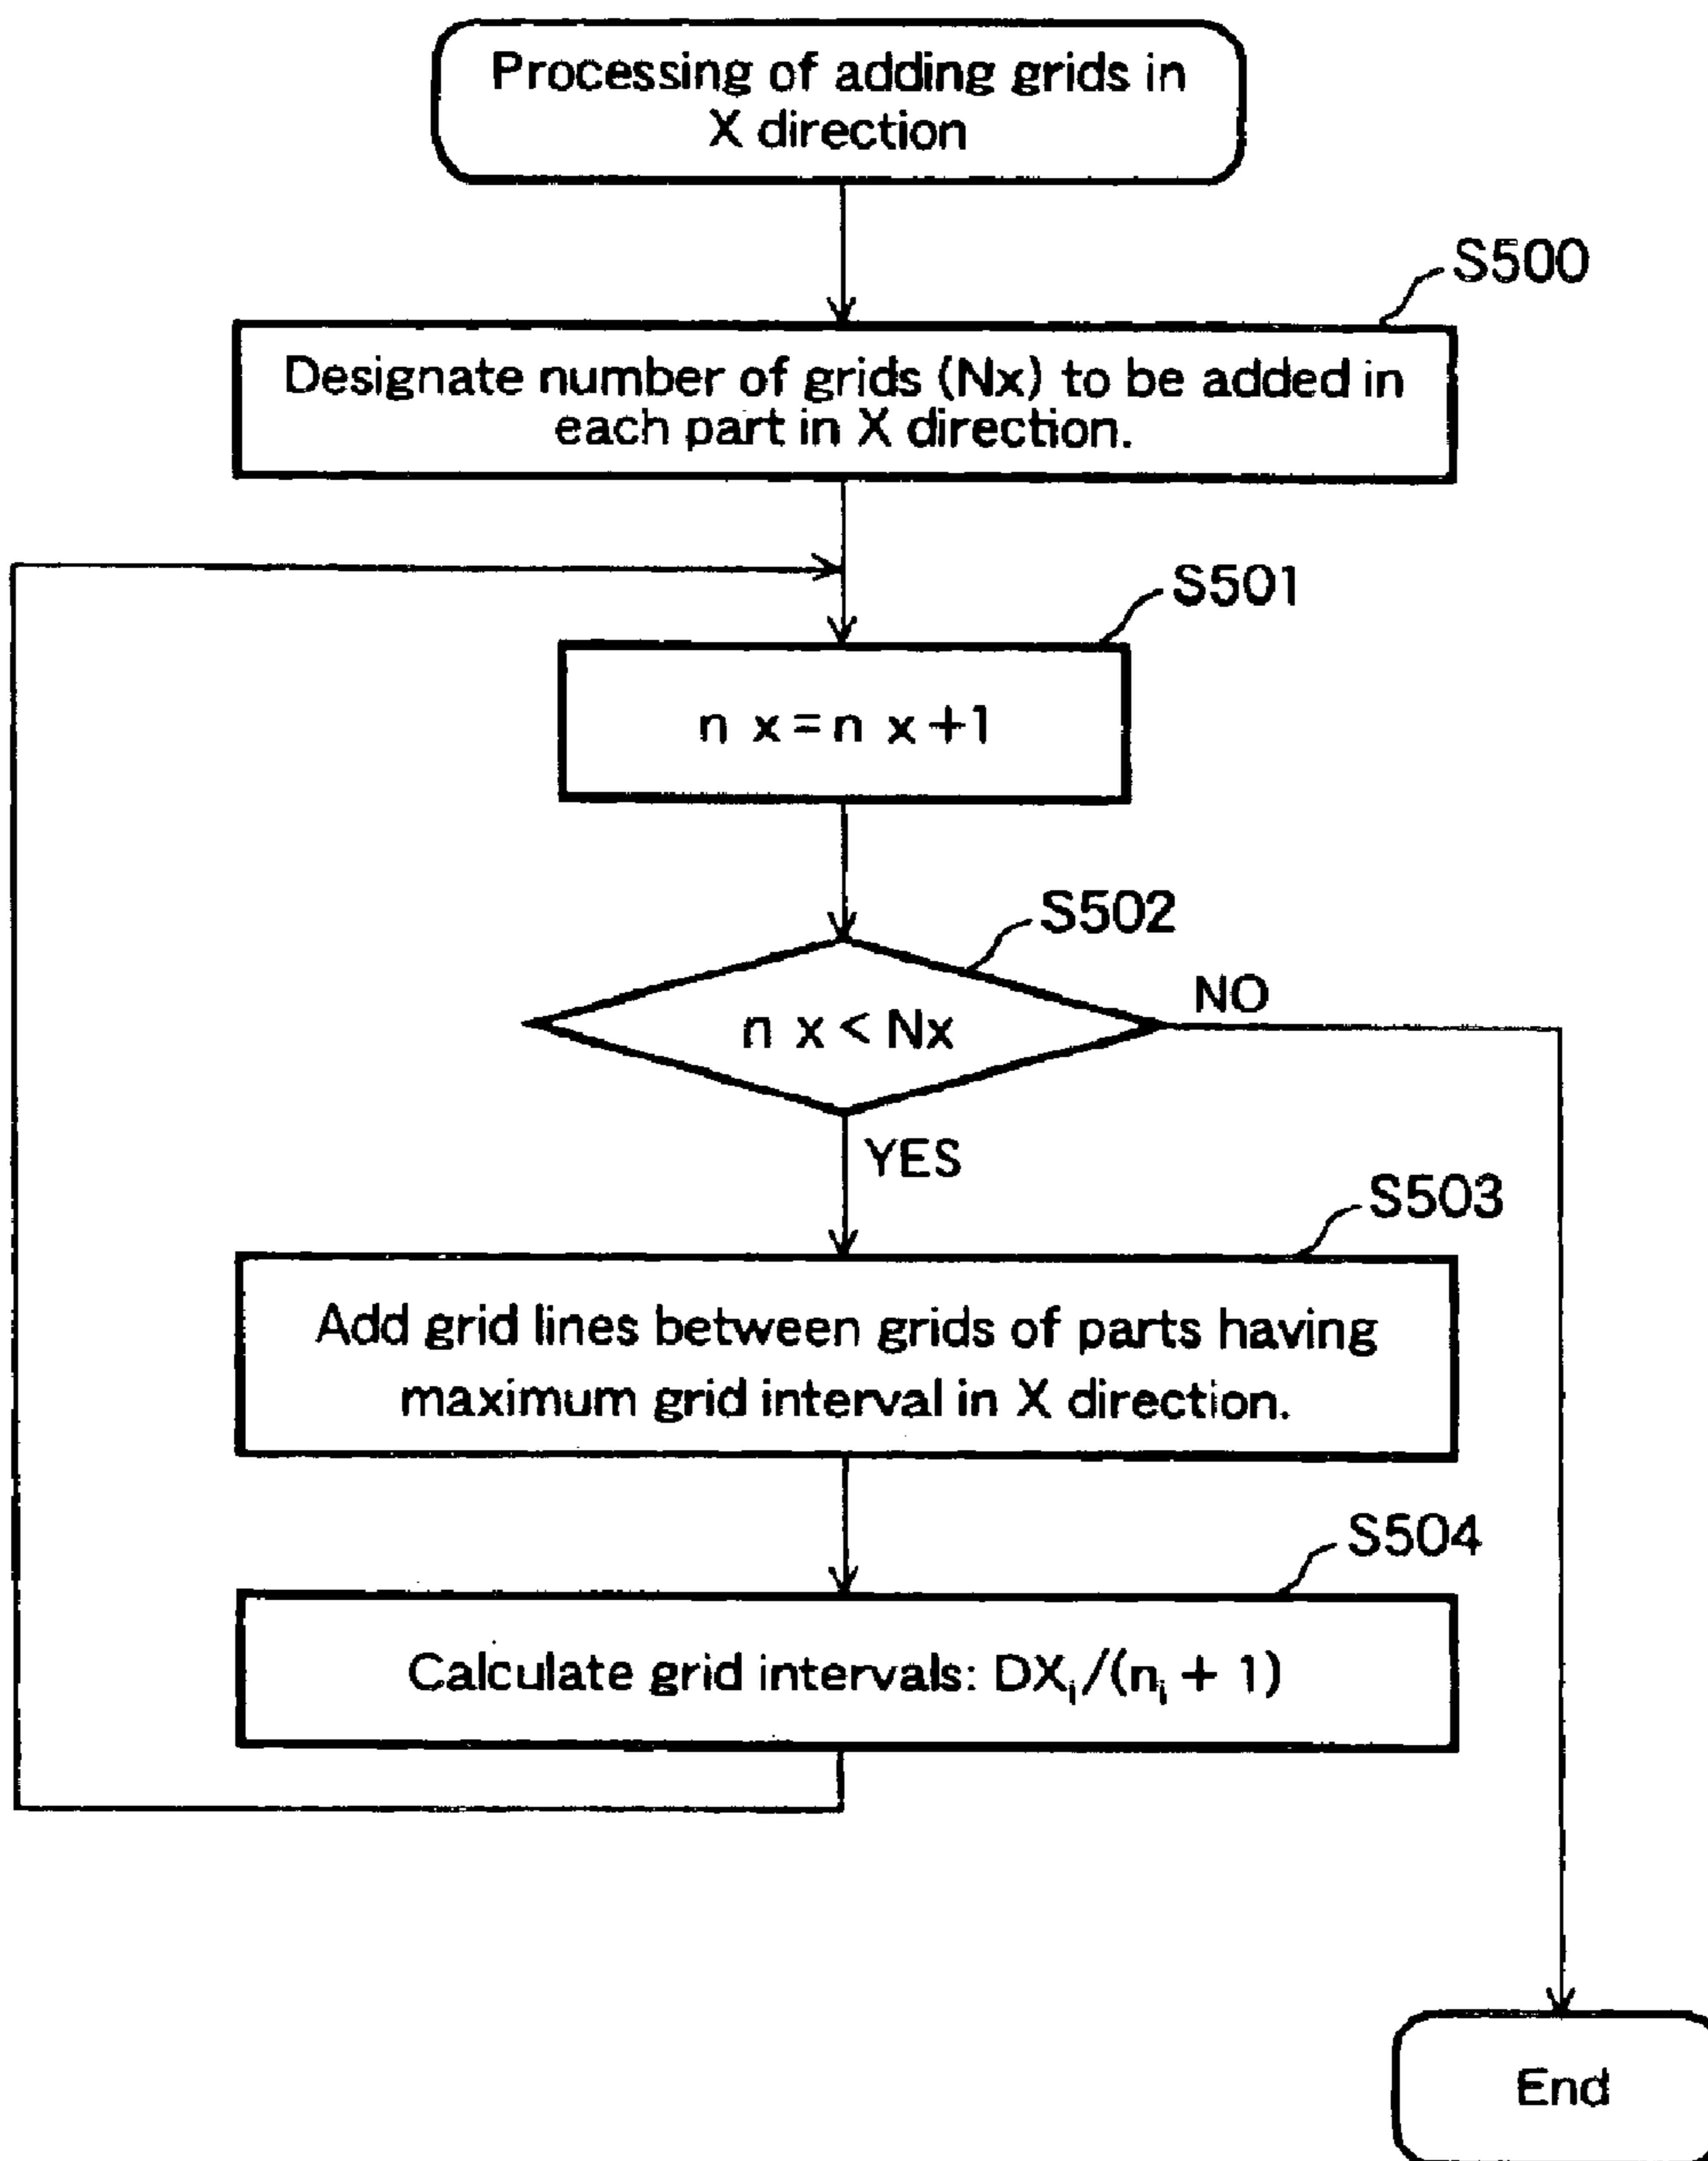 Processing of adding grids in
X direction
S500
Designate number of grids (Nx) to be added in
each part in X direction.
S501
n x = n x +1
S502
n x < Nx
NO
YES
S503
Add grid lines between grids of parts having
maximum grid interval in X direction.
S504
Calculate grid intervals: DXᵢ/(nᵢ + 1)
End